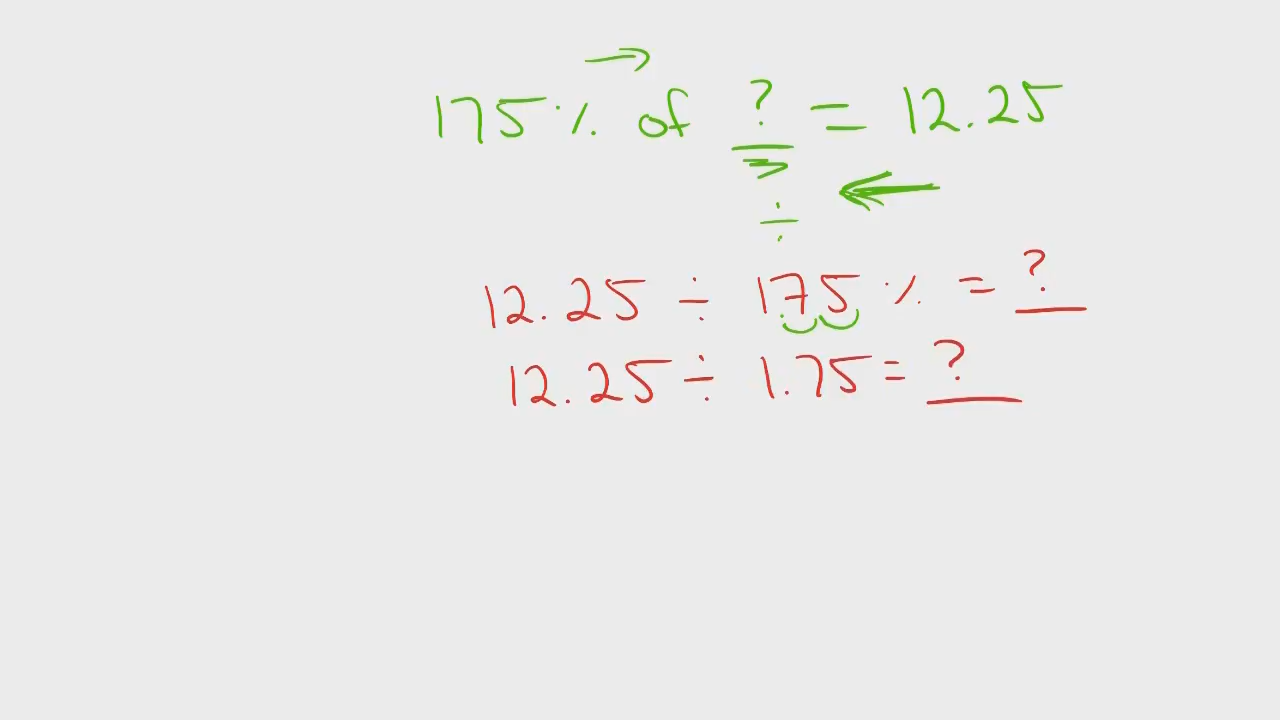 175% of ? = 12.25
÷
12.25 ÷ 175% = ?
12.25 ÷ 1.75 = ?